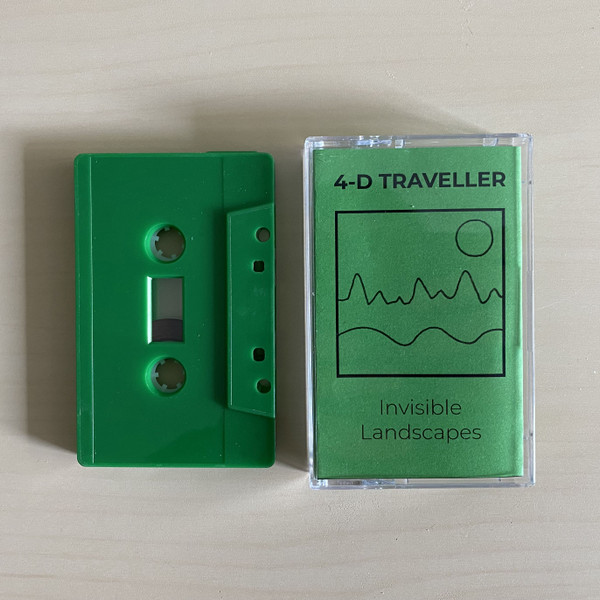 4-D TRAVELLER
Invisible
Landscapes